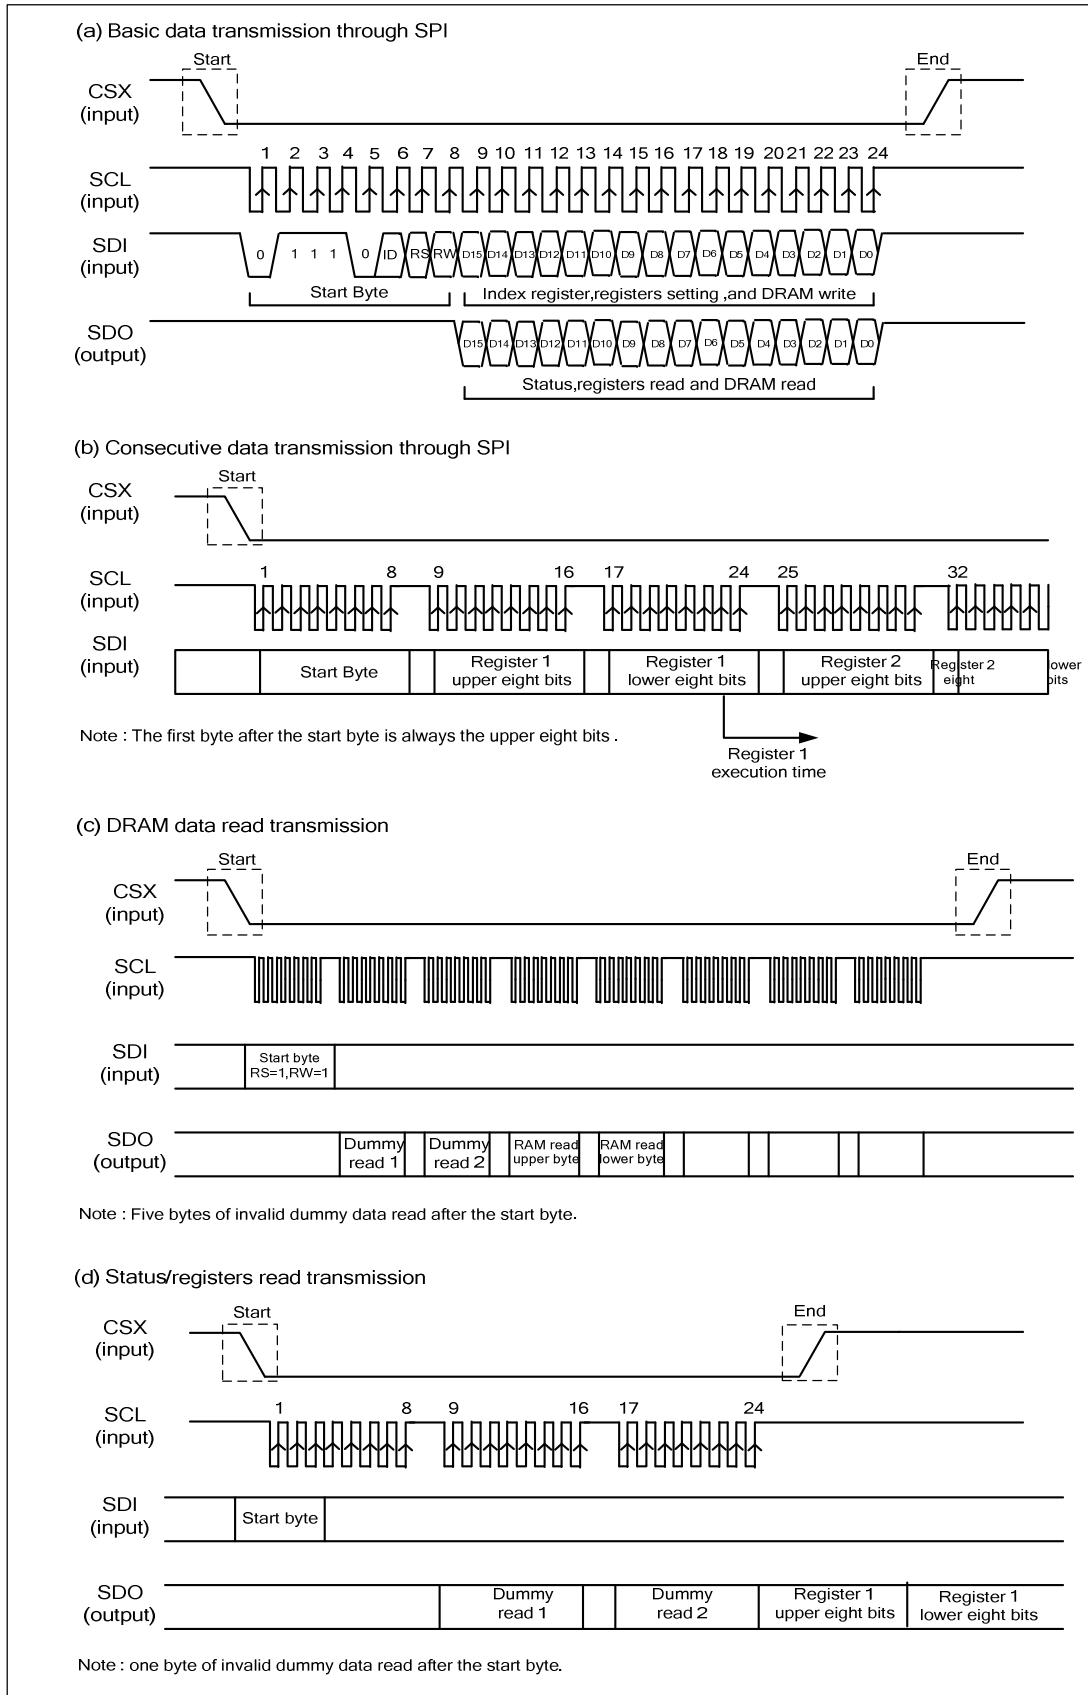 (a) Basic data transmission through SPI
Start
End
CSX
(input)
1 2 3 4 5 6 7 8 9 10 11 12 13 14 15 16 17 18 19 20 21 22 23 24
SCL
(input)
SDI
(input)
0 1 1 1 0 ID RS RW D15 D14 D13 D12 D11 D10 D9 D8 D7 D6 D5 D4 D3 D2 D1 D0
Start Byte
Index register,registers setting ,and DRAM write
SDO
(output)
D15 D14 D13 D12 D11 D10 D9 D8 D7 D6 D5 D4 D3 D2 D1 D0
Status,registers read and DRAM read
(b) Consecutive data transmission through SPI
Start
CSX
(input)
1 8 9 16 17 24 25 32
SCL
(input)
SDI
(input)
Start Byte
Register 1
upper eight bits
Register 1
lower eight bits
Register 2
upper eight bits
Register 2 lower
eight bits
Note : The first byte after the start byte is always the upper eight bits .
Register 1
execution time
(c) DRAM data read transmission
Start
End
CSX
(input)
SCL
(input)
SDI
(input)
Start byte
RS=1,RW=1
SDO
(output)
Dummy
read 1
Dummy
read 2
RAM read
upper byte
RAM read
lower byte
Note : Five bytes of invalid dummy data read after the start byte.
(d) Status/registers read transmission
Start
End
CSX
(input)
1 8 9 16 17 24
SCL
(input)
SDI
(input)
Start byte
SDO
(output)
Dummy
read 1
Dummy
read 2
Register 1
upper eight bits
Register 1
lower eight bits
Note : one byte of invalid dummy data read after the start byte.